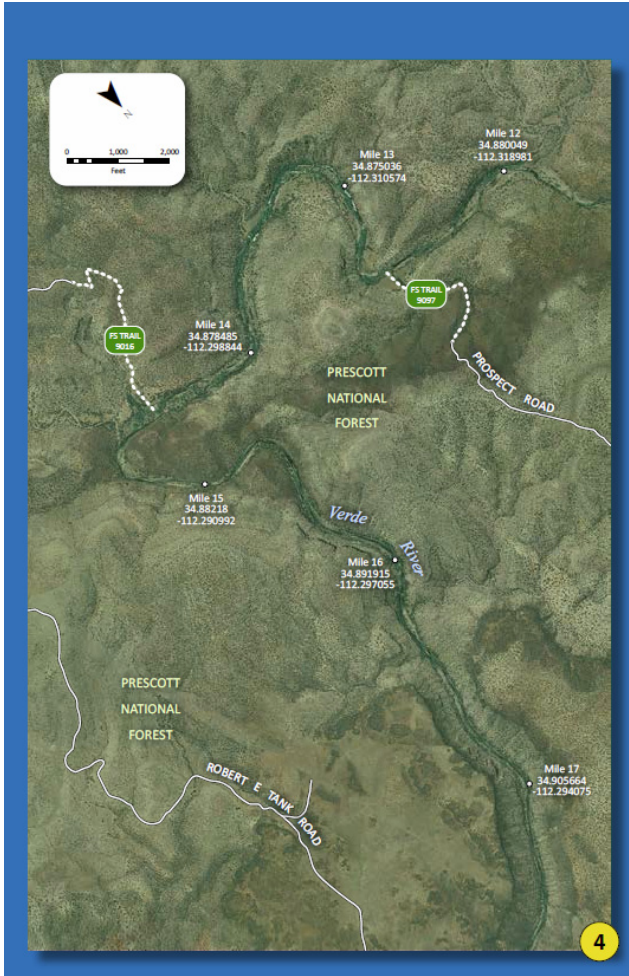 N
0 1,000 2,000
Feet
Mile 12
34.880049
-112.318981
Mile 13
34.875036
-112.310574
FS TRAIL
9097
FS TRAIL
9016
Mile 14
34.878485
-112.298844
PROSPECT ROAD
PRESCOTT
NATIONAL
FOREST
Mile 15
34.88218
-112.290992
Verde
River
Mile 16
34.891915
-112.297055
PRESCOTT
NATIONAL
FOREST
ROBERT E TANK ROAD
Mile 17
34.905664
-112.294075
4